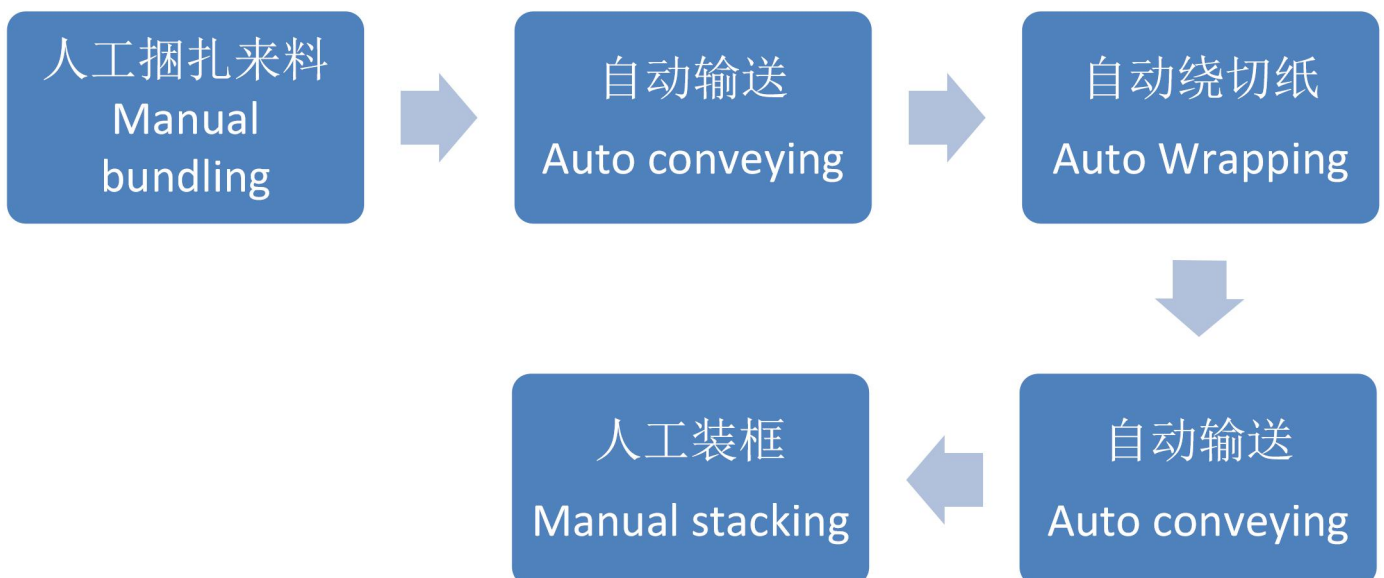 人工捆扎来料
Manual
bundling
自动输送
Auto conveying
自动绕切纸
Auto Wrapping
自动输送
Auto conveying
人工装框
Manual stacking